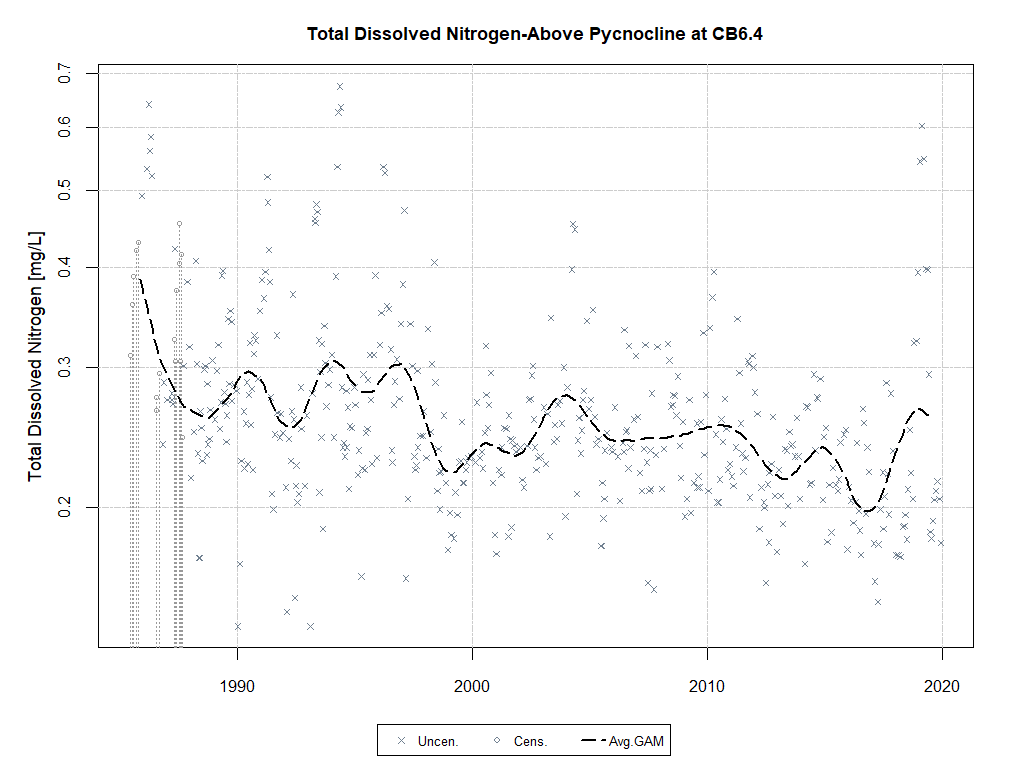 Total Dissolved Nitrogen-Above Pycnocline at CB6.4
Total Dissolved Nitrogen [mg/L]
0.7
0.6
0.5
0.4
0.3
0.2
1990 2000 2010 2020
Uncen. Cens. Avg.GAM